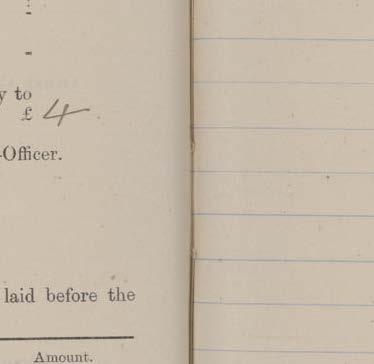 y to
£ 4
-Officer.
laid before the
Amount.